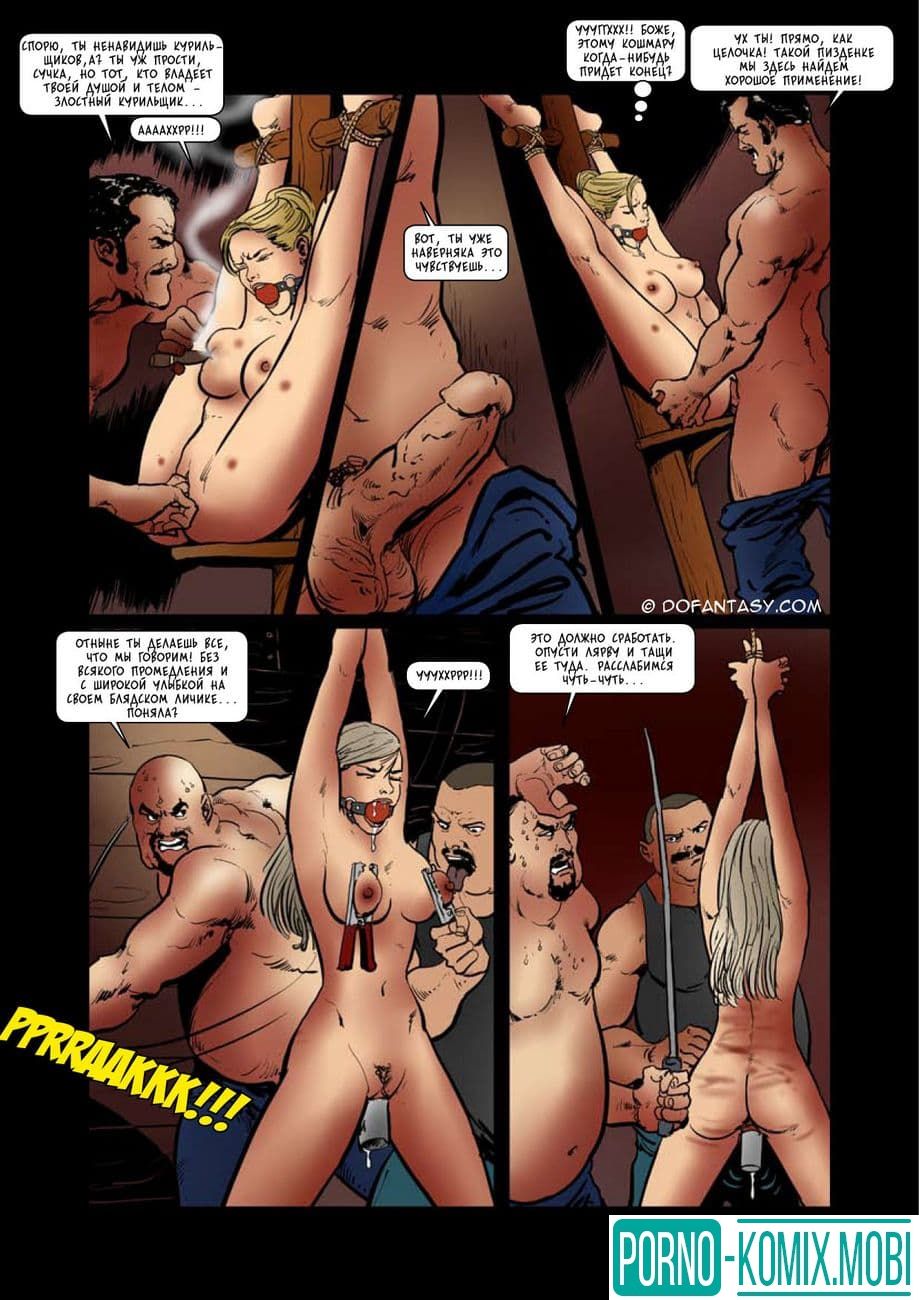 СПОРЮ, ТЫ НЕНАВИДИШЬ КУРИЛЬ-
ЩИКОВ,А? ТЫ УЖ ПРОСТИ,
СУЧКА, НО ТОТ, КТО ВЛАДЕЕТ
ТВОЕЙ ДУШОЙ И ТЕЛОМ -
ЗЛОСТНЫЙ КУРИЛЬЩИК...
ААААХХРР!!!
ВОТ, ТЫ УЖЕ
НАВЕРНЯКА ЭТО
ЧУВСТВУЕШЬ...
УУУГГХХХ!! БОЖЕ,
ЭТОМУ КОШМАРУ
КОГДА-НИБУДЬ
ПРИДЕТ КОНЕЦ?
УХ ТЫ! ПРЯМО, КАК
ЦЕЛОЧКА! ТАКОЙ ПИЗДЕНКЕ
МЫ ЗДЕСЬ НАЙДЕМ
ХОРОШОЕ ПРИМЕНЕНИЕ!
© DOFANTASY.COM
ОТНЫНЕ ТЫ ДЕЛАЕШЬ ВСЕ,
ЧТО МЫ ГОВОРИМ! БЕЗ
ВСЯКОГО ПРОМЕДЛЕНИЯ И
С ШИРОКОЙ УЛЫБКОЙ НА
СВОЕМ БЛЯДСКОМ ЛИЧИКЕ...
ПОНЯЛА?
УУУХХРРР!!!
PPRRAAKKK!!!
ЭТО ДОЛЖНО СРАБОТАТЬ.
ОПУСТИ ЛЯРВУ И ТАЩИ
ЕЕ ТУДА. РАССЛАБИМСЯ
ЧУТЬ-ЧУТЬ...
PORNO-KOMIX.MOBI